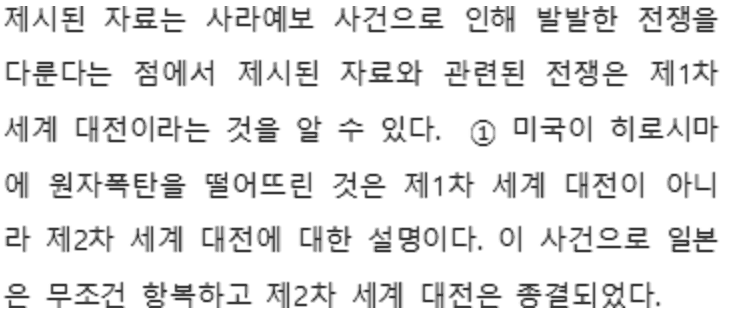 제시된 자료는 사라예보 사건으로 인해 발발한 전쟁을
다룬다는 점에서 제시된 자료와 관련된 전쟁은 제1차
세계 대전이라는 것을 알 수 있다. ① 미국이 히로시마
에 원자폭탄을 떨어뜨린 것은 제1차 세계 대전이 아니
라 제2차 세계 대전에 대한 설명이다. 이 사건으로 일본
은 무조건 항복하고 제2차 세계 대전은 종결되었다.